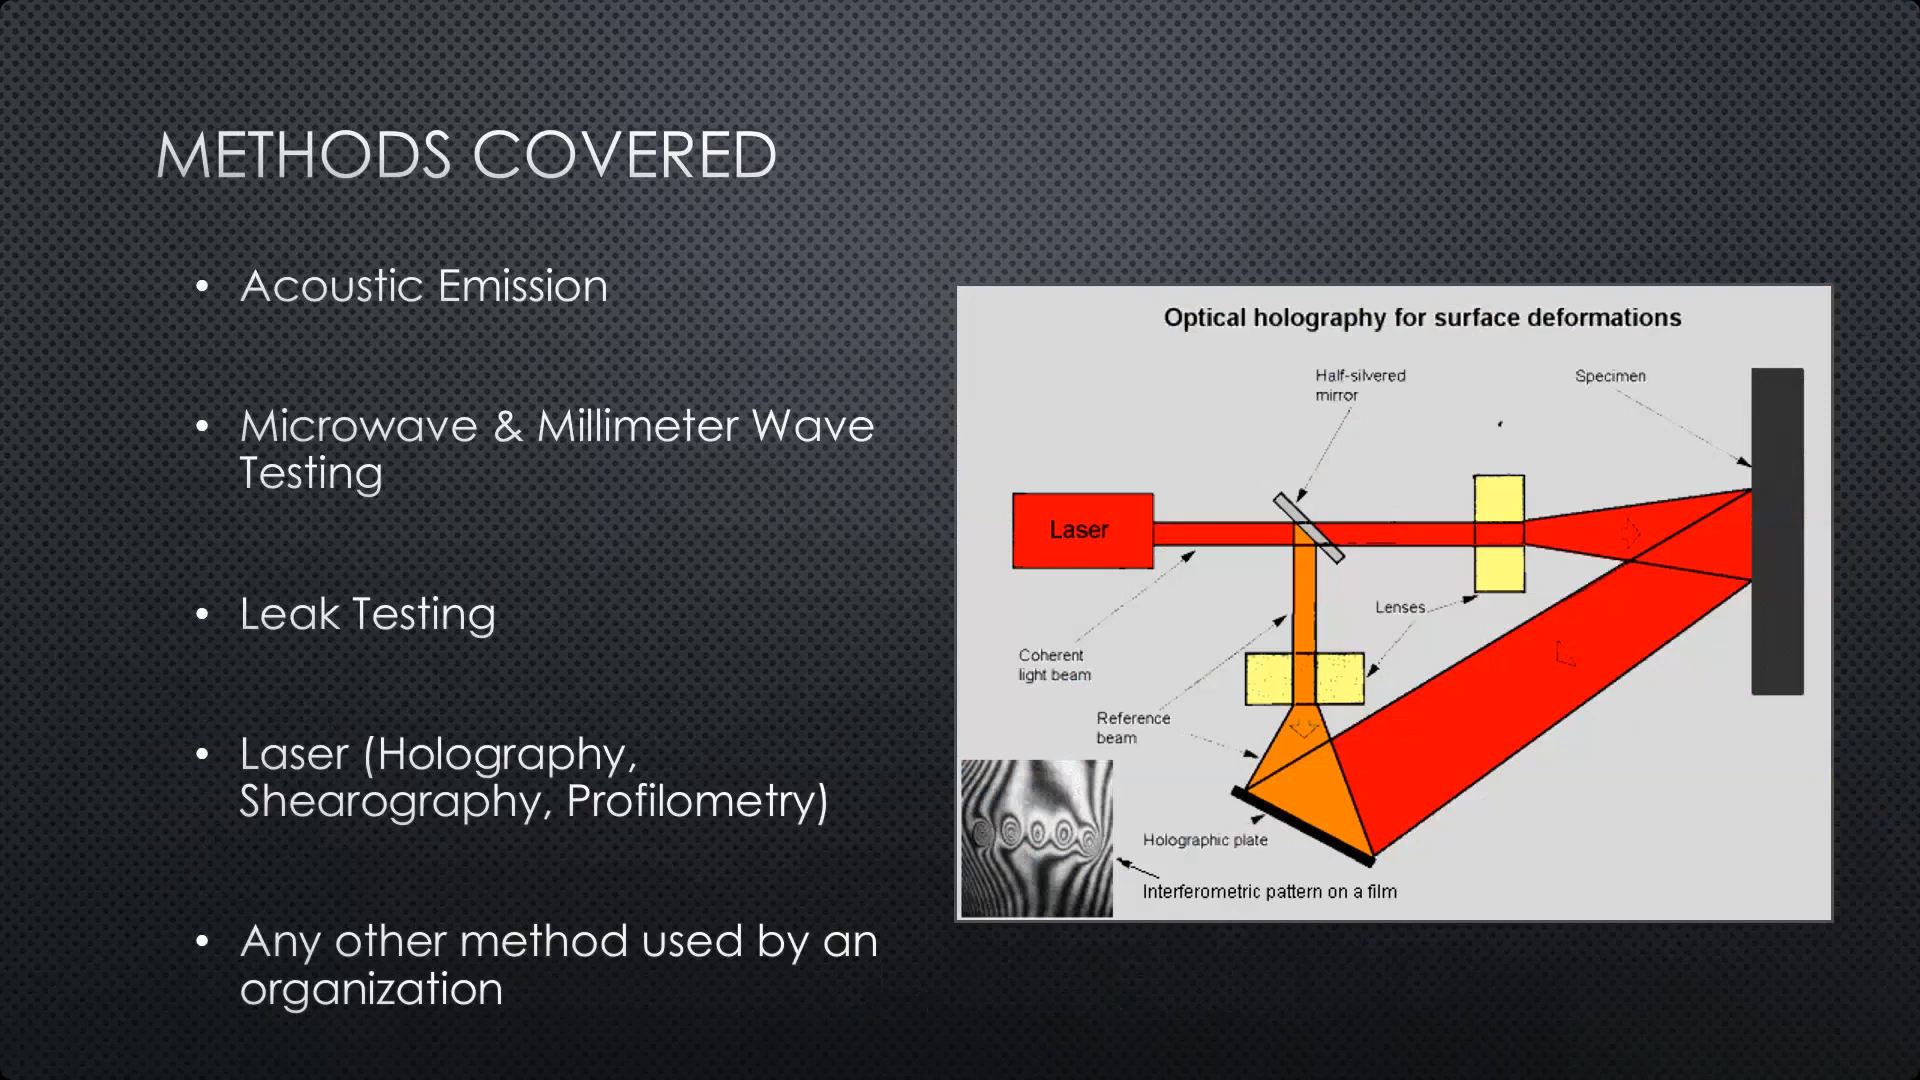 METHODS COVERED
• Acoustic Emission
• Microwave & Millimeter Wave
Testing
• Leak Testing
• Laser (Holography,
Shearography, Profilometry)
• Any other method used by an
organization
Optical holography for surface deformations
Half-silvered
mirror
Specimen
Laser
Lenses
Coherent
light beam
Reference
beam
Holographic plate
Interferometric pattern on a film